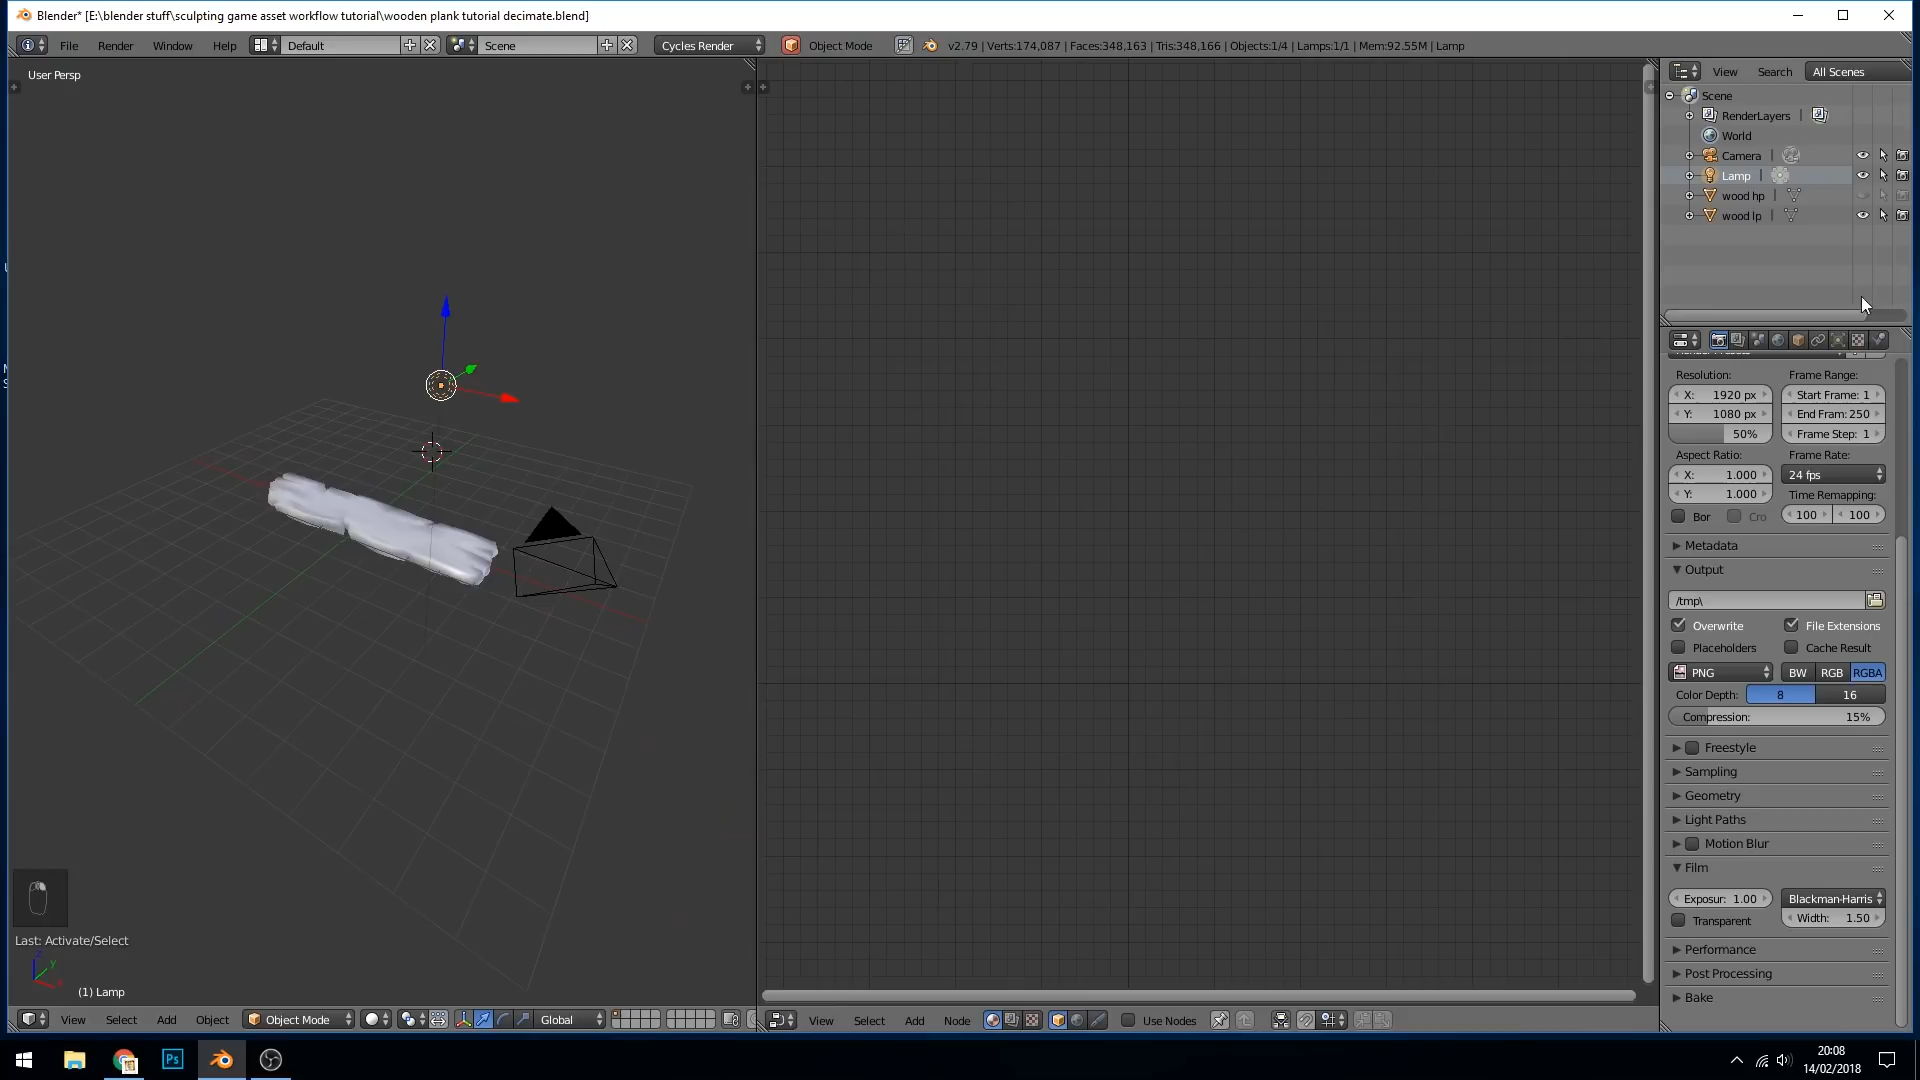 Blender* [E:\blender stuff\sculpting game asset workflow tutorial\wooden plank tutorial decimate.blend]
File Render Window Help Default Scene Cycles Render Object Mode v2.79 | Verts:174,087 | Faces:348,163 | Tris:348,166 | Objects:1/4 | Lamps:1/1 | Mem:92.55M | Lamp
User Persp
View Search All Scenes
Scene
RenderLayers |
World
Camera |
Lamp |
wood hp |
wood lp |
Resolution: Frame Range:
X: 1920 px Start Frame: 1
Y: 1080 px End Fram: 250
50% Frame Step: 1
Aspect Ratio: Frame Rate:
X: 1.000 24 fps
Y: 1.000 Time Remapping:
Bor Cro 100 100
Metadata
Output
/tmp\
Overwrite File Extensions
Placeholders Cache Result
PNG BW RGB RGBA
Color Depth: 8 16
Compression: 15%
Freestyle
Sampling
Geometry
Light Paths
Motion Blur
Film
Exposur: 1.00 Blackman-Harris
Transparent Width: 1.50
Performance
Post Processing
Bake
Last: Activate/Select
z y x
(1) Lamp
View Select Add Object Object Mode Global View Select Add Node Use Nodes
Ps
20:08
14/02/2018